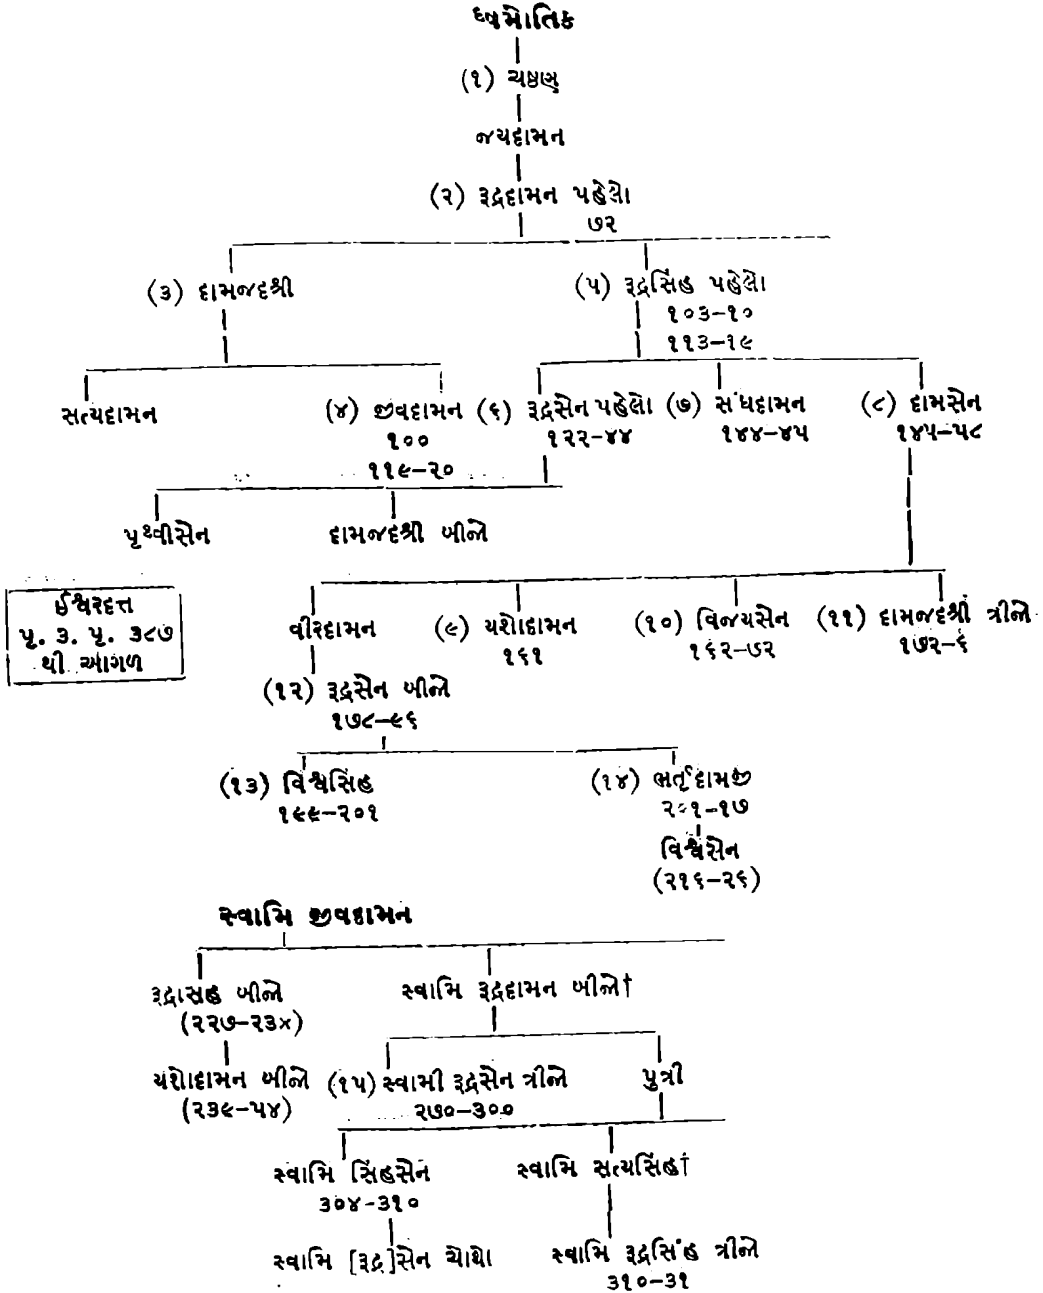 ધ્સમોતિક
(૧) ચષ્ટણ
જયદામન
(૨) રૂદ્રદામન પહેલો
૭૨
(૩) દામજદશ્રી
(૫) રૂદ્રસિંહ પહેલો
૧૦૩-૧૦
૧૧૩-૧૯
સત્યદામન
(૪) જીવદામન
૧૦૦
૧૧૯-૨૦
(૬) રૂદ્રસેન પહેલો
૧૨૨-૪૪
(૭) સંઘદામન
૧૪૪-૪૫
(૮) દામસેન
૧૪૫-૫૮
પૃથ્વીસેન
દામજદશ્રી બીજો
ઈશ્વરદત્ત
પૃ. ૩. પૃ. ૩૮૭
થી આગળ
વીરદામન
(૯) યશોદામન
૧૬૧
(૧૦) વિજયસેન
૧૬૨-૭૨
(૧૧) દામજદશ્રી ત્રીજો
૧૭૨-૬
(૧૨) રૂદ્રસેન બીજો
૧૭૮-૯૬
(૧૩) વિશ્વસિંહ
૧૯૯-૨૦૧
(૧૪) ભર્તૃદામજી
૨૦૧-૧૭
વિશ્વસેન
(૨૧૬-૨૬)
સ્વામિ જીવદામન
રૂદ્રાસહ બીજો
(૨૨૭-૨૩×)
સ્વામિ રૂદ્રદામન બીજો†
યશોદામન બીજો
(૨૩૯-૫૪)
(૧૫) સ્વામી રૂદ્રસેન ત્રીજો
૨૭૦-૩૦૦
પુત્રી
સ્વામિ સિંહસેન
૩૦૪-૩૧૦
સ્વામિ સત્યસિંહ†
સ્વામિ [રૂદ્ર]સેન ચોથો
સ્વામિ રૂદ્રસિંહ ત્રીજો
૩૧૦-૩૧